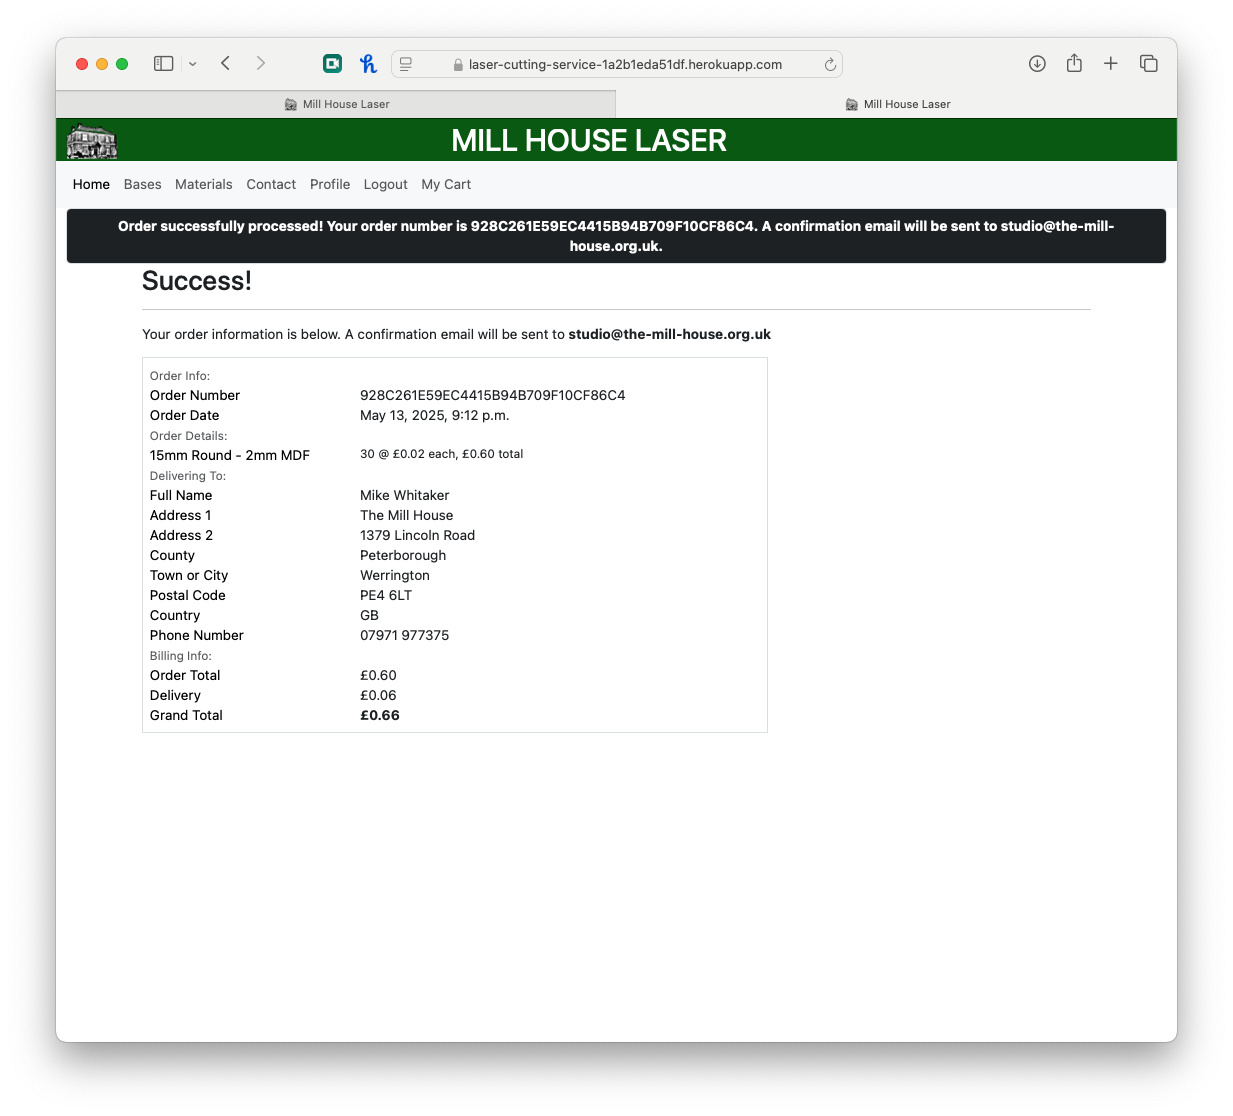 laser-cutting-service-1a2b1eda51df.herokuapp.com
Mill House Laser
Mill House Laser
MILL HOUSE LASER
Home Bases Materials Contact Profile Logout My Cart
Order successfully processed! Your order number is 928C261E59EC4415B94B709F10CF86C4. A confirmation email will be sent to studio@the-mill-
house.org.uk.
Success!
Your order information is below. A confirmation email will be sent to studio@the-mill-house.org.uk
Order Info:
Order Number 928C261E59EC4415B94B709F10CF86C4
Order Date May 13, 2025, 9:12 p.m.
Order Details:
15mm Round - 2mm MDF 30 @ £0.02 each, £0.60 total
Delivering To:
Full Name Mike Whitaker
Address 1 The Mill House
Address 2 1379 Lincoln Road
County Peterborough
Town or City Werrington
Postal Code PE4 6LT
Country GB
Phone Number 07971 977375
Billing Info:
Order Total £0.60
Delivery £0.06
Grand Total £0.66